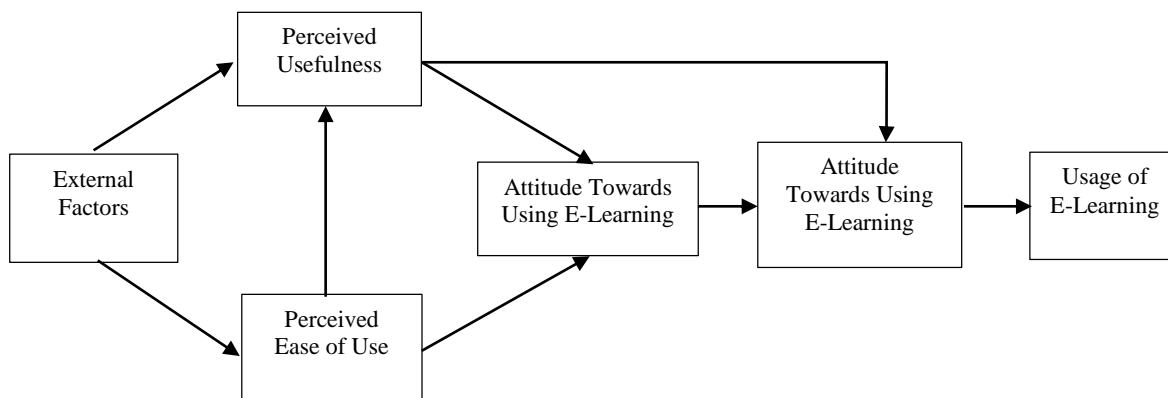 Perceived
Usefulness
External
Factors
Perceived
Ease of Use
Attitude Towards
Using E-Learning
Attitude
Towards Using
E-Learning
Usage of
E-Learning